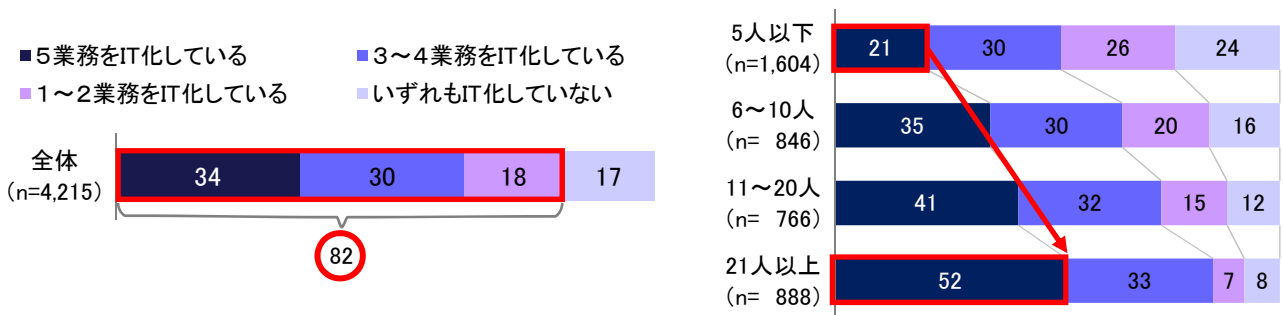 ■5業務をIT化している ■3～4業務をIT化している
■1～2業務をIT化している いずれもIT化していない
全体
(n=4,215)
34 30 18 17
82
5人以下
(n=1,604)
21 30 26 24
6～10人
(n= 846)
35 30 20 16
11～20人
(n= 766)
41 32 15 12
21人以上
(n= 888)
52 33 7 8